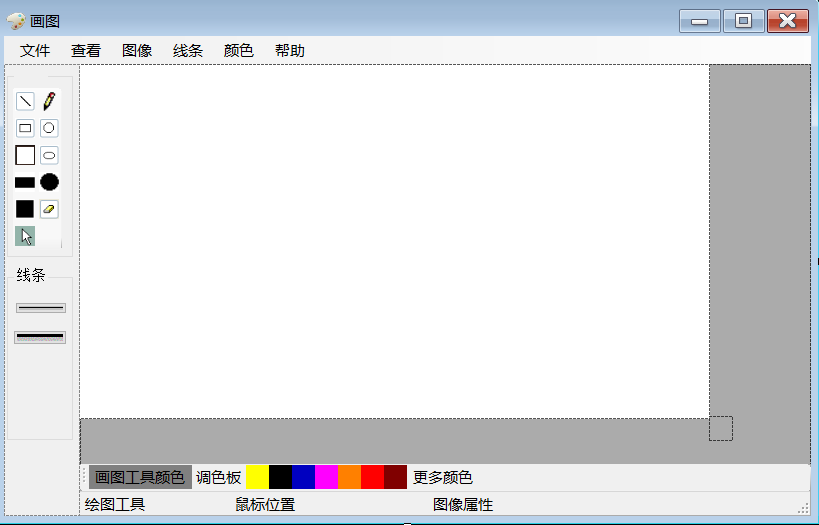 画图
文件 查看 图像 线条 颜色 帮助
线条
画图工具颜色 调色板 更多颜色
绘图工具 鼠标位置 图像属性